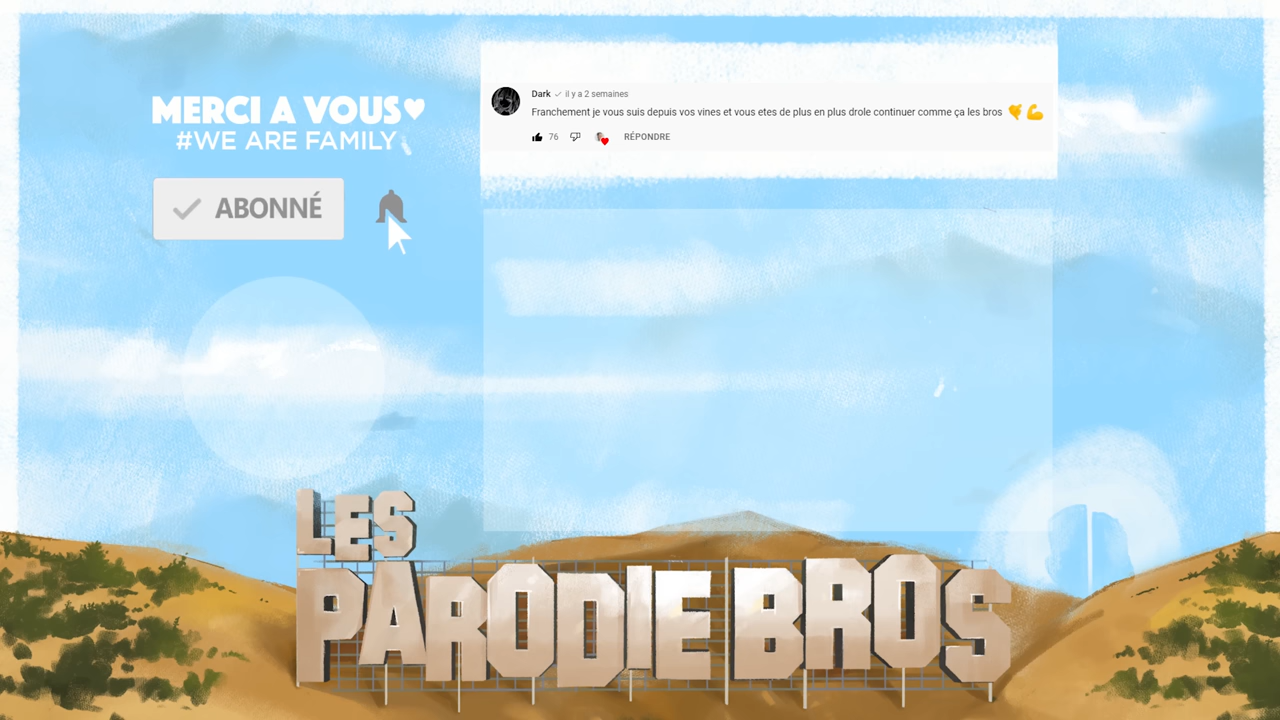 MERCI A VOUS♥
#WE ARE FAMILY
ABONNÉ
Dark il y a 2 semaines
Franchement je vous suis depuis vos vines et vous etes de plus en plus drole continuer comme ça les bros 💪
76 RÉPONDRE
LES
PARODIE BROS